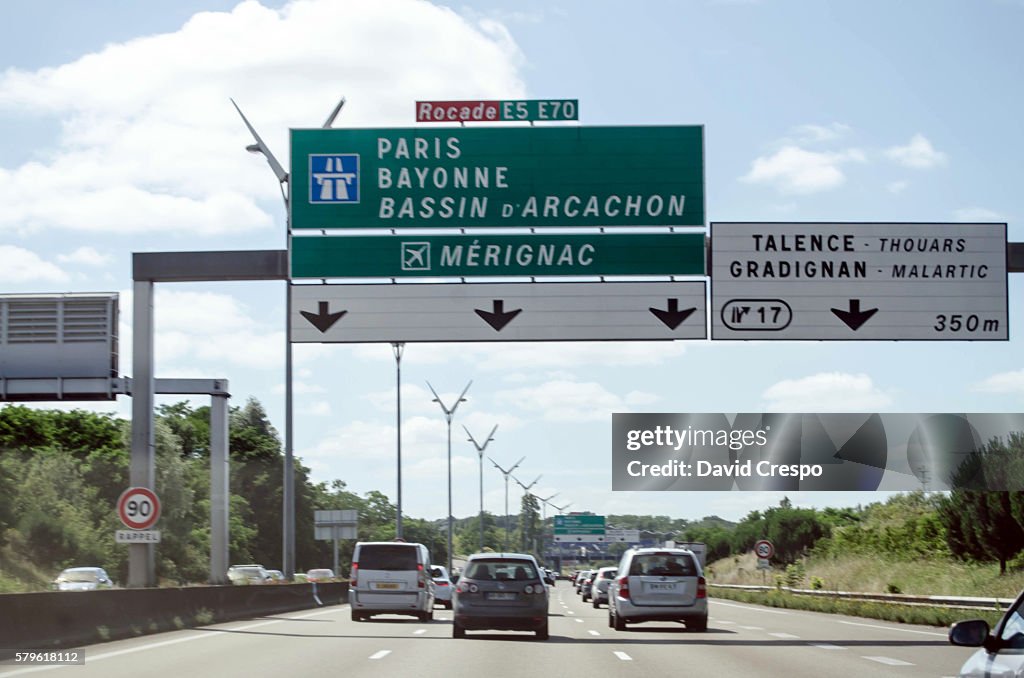 Rocade E5 E70
PARIS
BAYONNE
BASSIN D'ARCACHON
MÉRIGNAC
TALENCE - THOUARS
GRADIGNAN - MALARTIC
17
350m
90
RAPPEL
90
gettyimages®
Credit: David Crespo
579618112